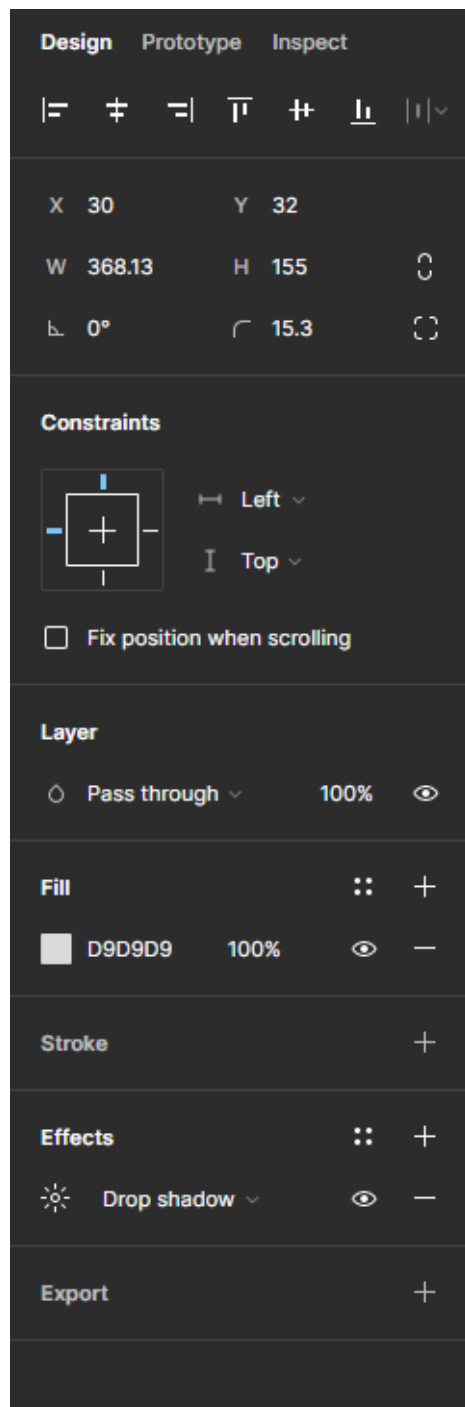 Design Prototype Inspect
X 30 Y 32
W 368.13 H 155
0° 15.3
Constraints
Left
Top
Fix position when scrolling
Layer
Pass through 100%
Fill
D9D9D9 100%
Stroke
Effects
Drop shadow
Export